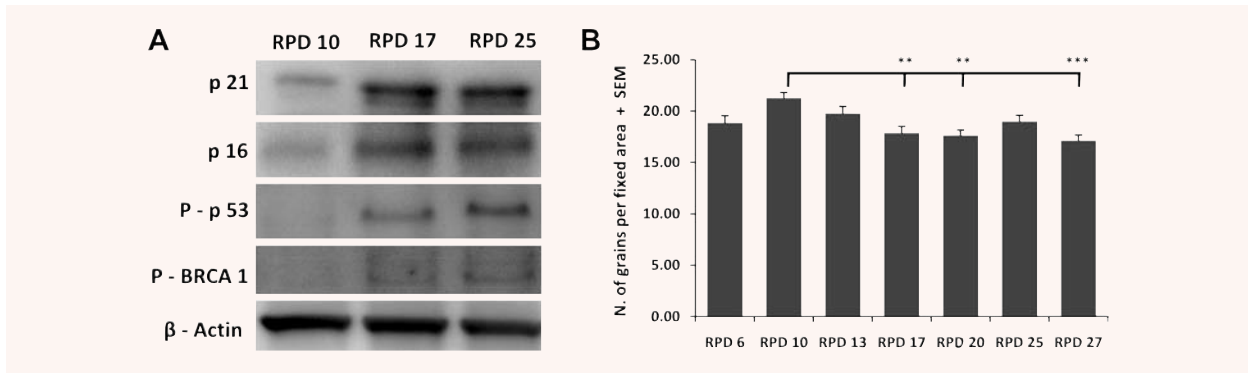 A
RPD 10 RPD 17 RPD 25
p 21
p 16
P - p 53
P - BRCA 1
β - Actin
B
N. of grains per fixed area + SEM
25.00
20.00
15.00
10.00
5.00
0.00
** ** ***
RPD 6 RPD 10 RPD 13 RPD 17 RPD 20 RPD 25 RPD 27